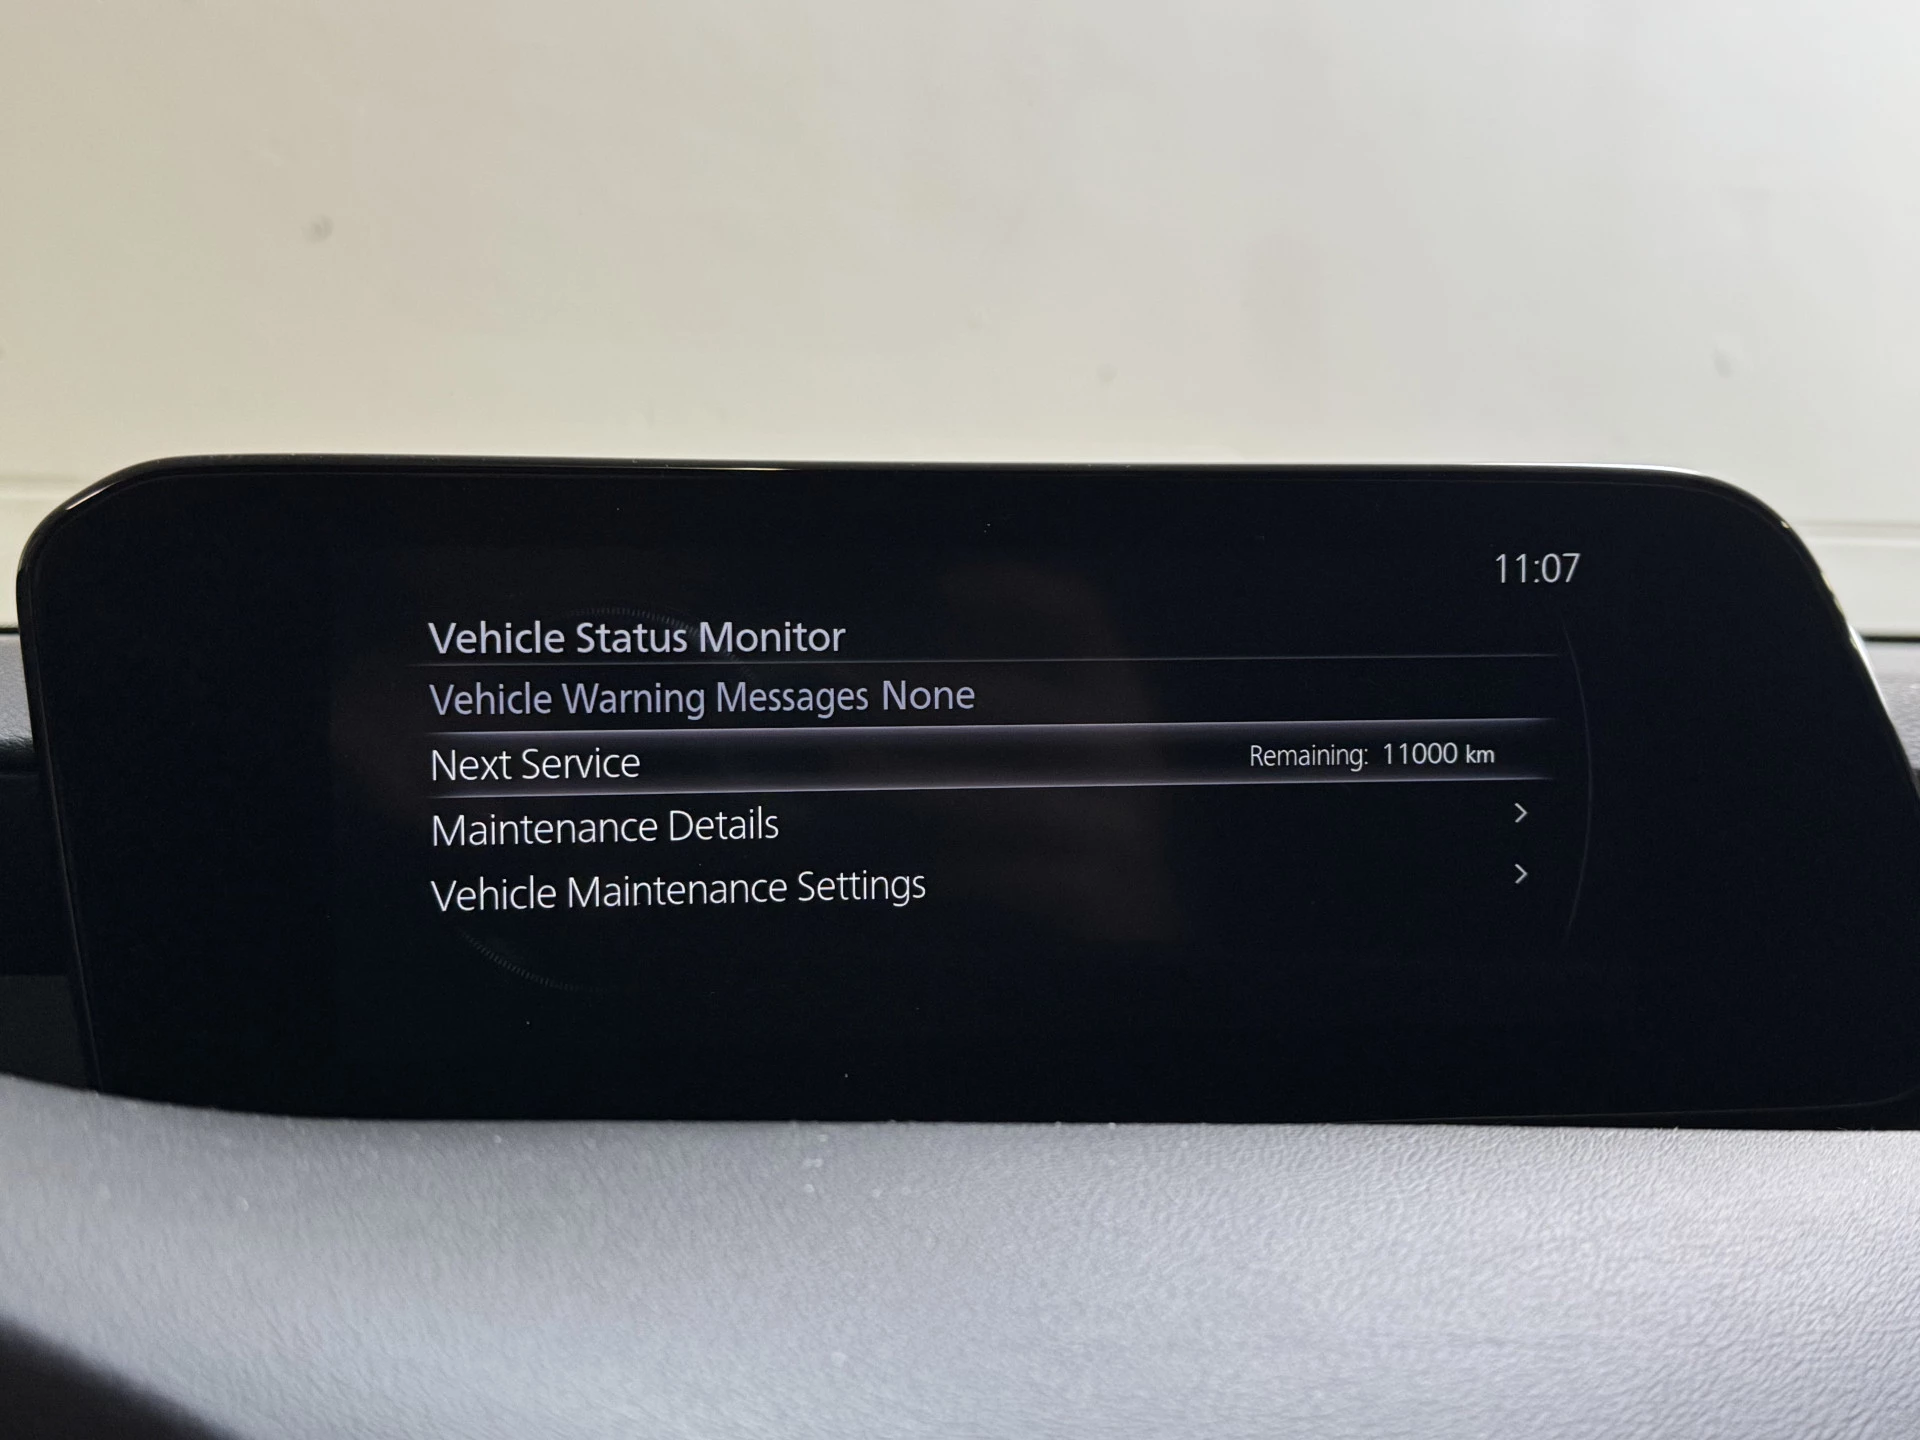 11:07
Vehicle Status Monitor
Vehicle Warning Messages None
Next Service Remaining: 11000 km
Maintenance Details
Vehicle Maintenance Settings